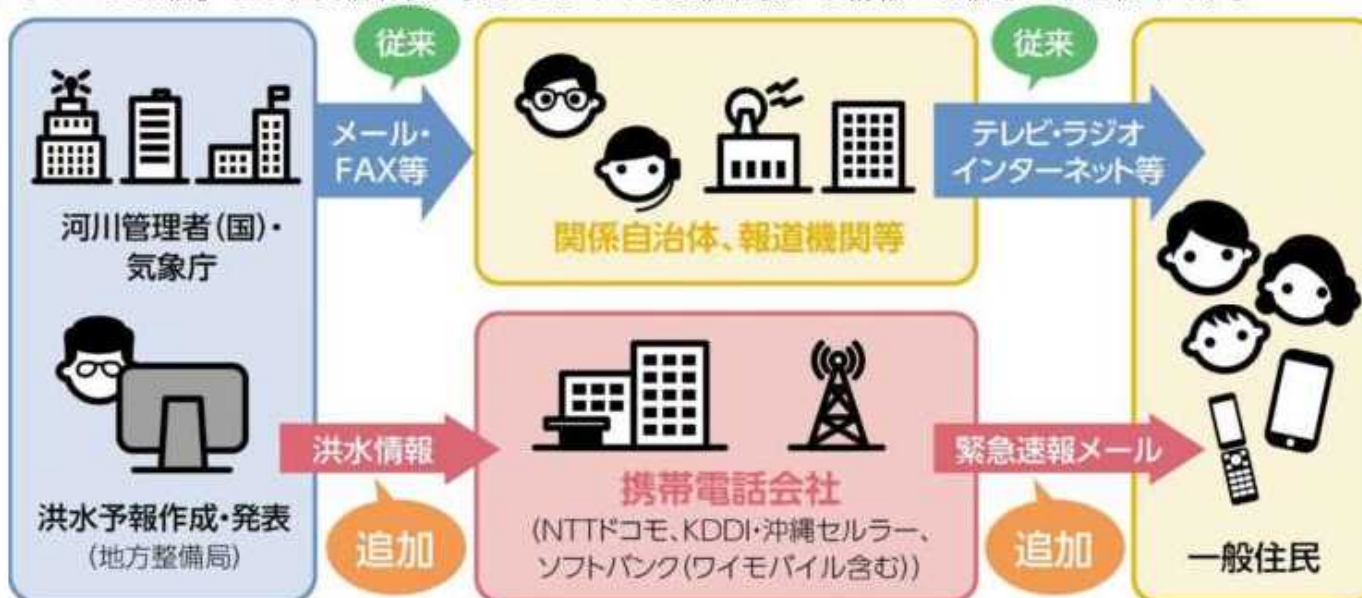 従来
従来
メール・
FAX等
テレビ・ラジオ
インターネット等
河川管理者(国)・
気象庁
関係自治体、報道機関等
洪水情報
緊急速報メール
洪水予報作成・発表
(地方整備局)
追加
携帯電話会社
(NTTドコモ、KDDI・沖縄セルラー、
ソフトバンク(ワイモバイル含む))
追加
一般住民